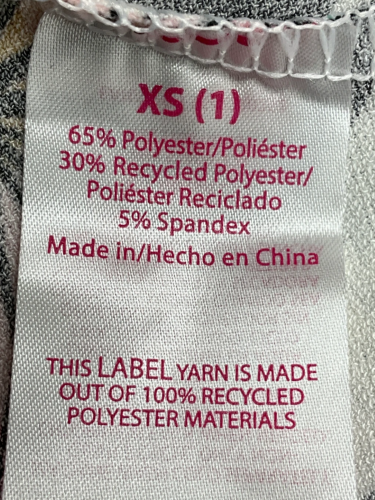 XS (1)
65% Polyester/Poliéster
30% Recycled Polyester/
Poliéster Reciclado
5% Spandex
Made in/Hecho en China
THIS LABEL YARN IS MADE
OUT OF 100% RECYCLED
POLYESTER MATERIALS